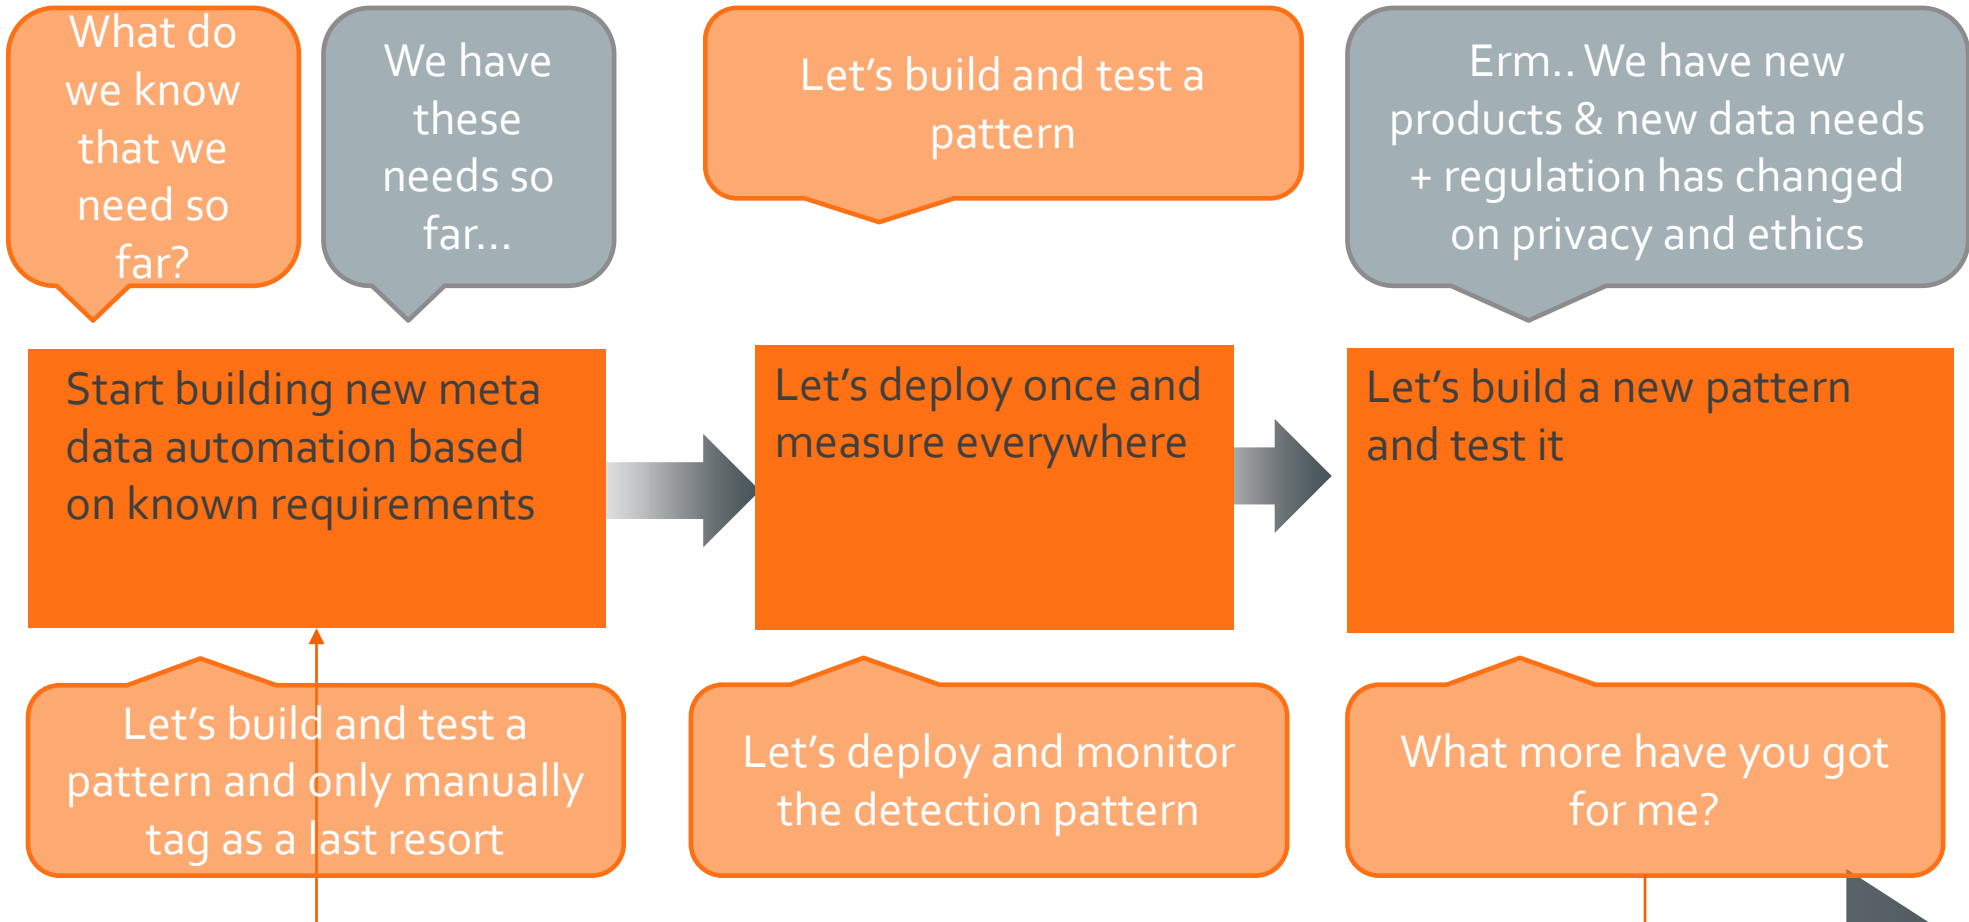 What do
we know
that we
need so
far?
We have
these
needs so
far...
Let's build and test a
pattern
Erm.. We have new
products & new data needs
+ regulation has changed
on privacy and ethics
Start building new meta
data automation based
on known requirements
Let's deploy once and
measure everywhere
Let's build a new pattern
and test it
Let's build and test a
pattern and only manually
tag as a last resort
Let's deploy and monitor
the detection pattern
What more have you got
for me?